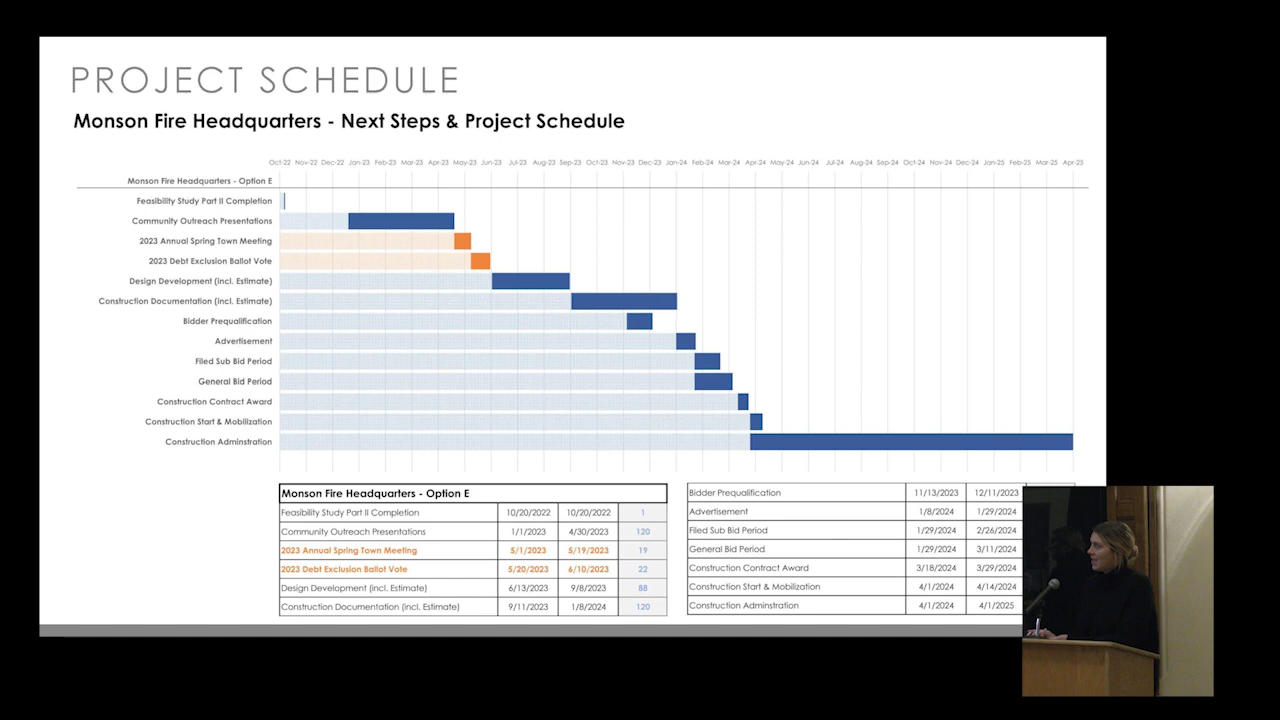 PROJECT SCHEDULE
Monson Fire Headquarters - Next Steps & Project Schedule
Oct-22 Nov-22 Dec-22 Jan-23 Feb-23 Mar-23 Apr-23 May-23 Jun-23 Jul-23 Aug-23 Sep-23 Oct-23 Nov-23 Dec-23 Jan-24 Feb-24 Mar-24 Apr-24 May-24 Jun-24 Jul-24 Aug-24 Sep-24 Oct-24 Nov-24 Dec-24 Jan-25 Feb-25 Mar-25 Apr-25
Monson Fire Headquarters - Option E
Feasibility Study Part II Completion
Community Outreach Presentations
2023 Annual Spring Town Meeting
2023 Debt Exclusion Ballot Vote
Design Development (incl. Estimate)
Construction Documentation (incl. Estimate)
Bidder Prequalification
Advertisement
Filed Sub Bid Period
General Bid Period
Construction Contract Award
Construction Start & Mobilization
Construction Adminstration
Monson Fire Headquarters - Option E
Feasibility Study Part II Completion 10/20/2022 10/20/2022 1
Community Outreach Presentations 1/1/2023 4/30/2023 120
2023 Annual Spring Town Meeting 5/1/2023 5/19/2023 19
2023 Debt Exclusion Ballot Vote 5/20/2023 6/10/2023 22
Design Development (incl. Estimate) 6/13/2023 9/8/2023 88
Construction Documentation (incl. Estimate) 9/11/2023 1/8/2024 120
Bidder Prequalification 11/13/2023 12/11/2023
Advertisement 1/8/2024 1/29/2024
Filed Sub Bid Period 1/29/2024 2/26/2024
General Bid Period 1/29/2024 3/11/2024
Construction Contract Award 3/18/2024 3/29/2024
Construction Start & Mobilization 4/1/2024 4/14/2024
Construction Adminstration 4/1/2024 4/1/2025